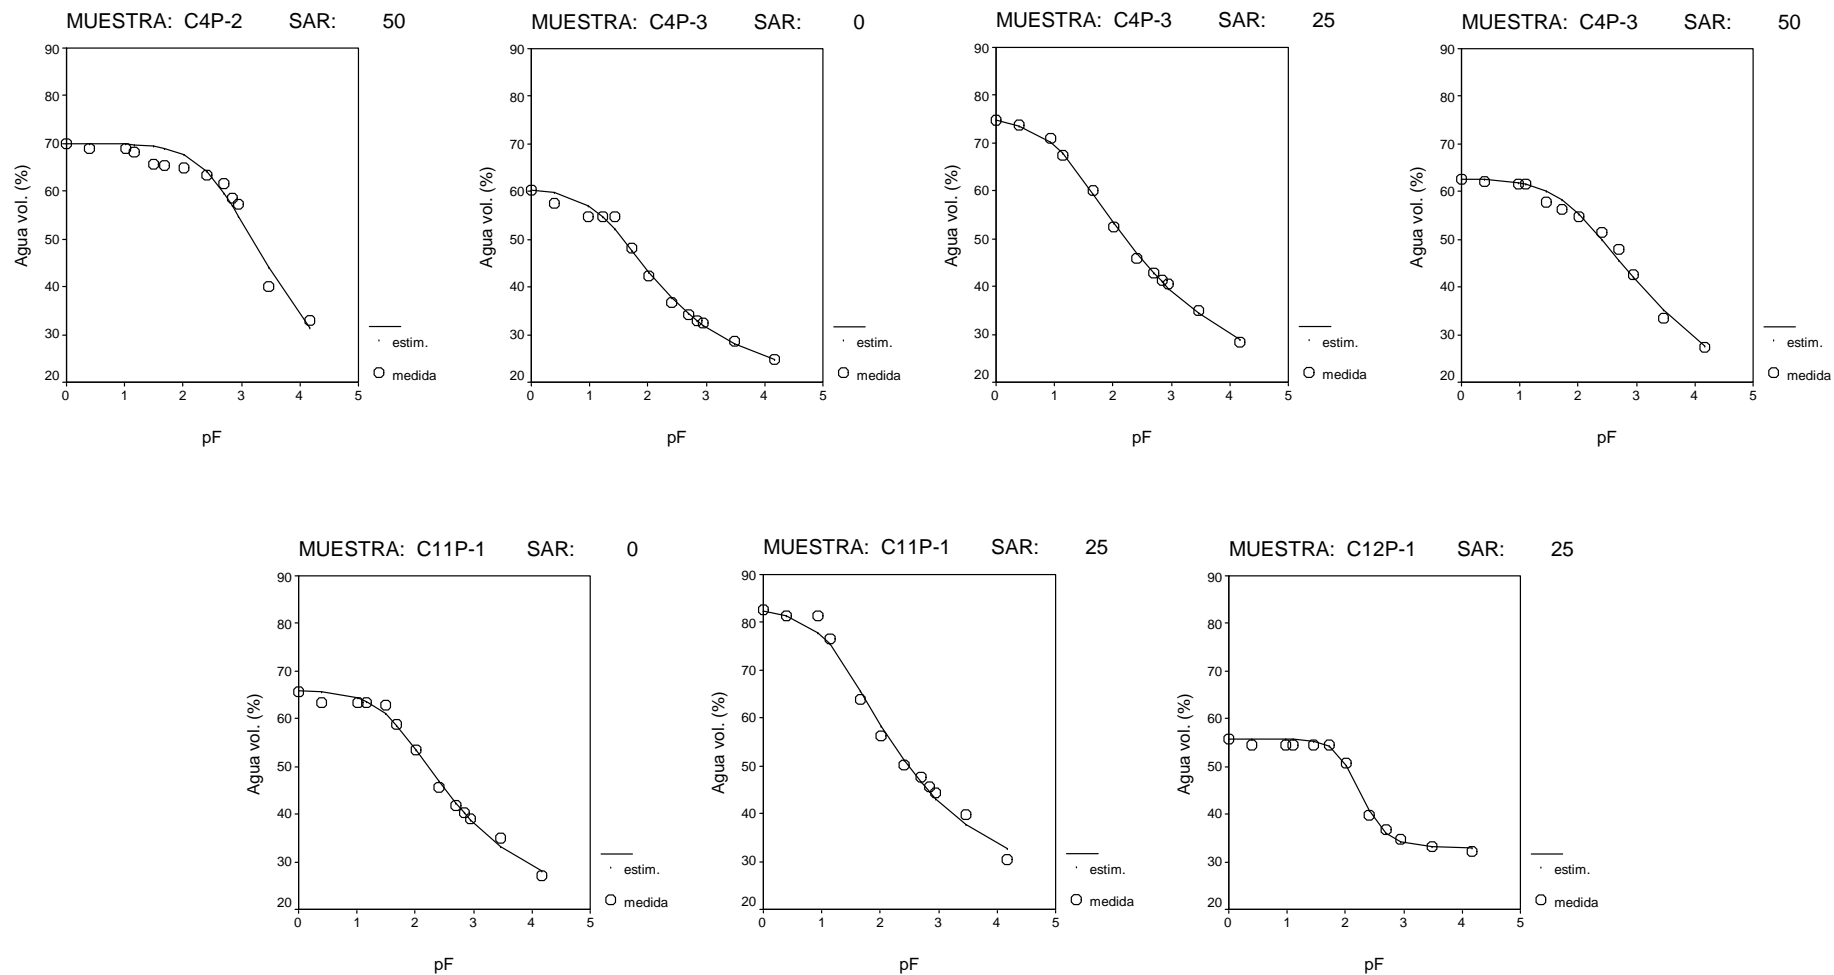 MUESTRA: C4P-2 SAR: 50
90
80
70
60
50
40
30
20
Agua vol. (%)
0 1 2 3 4 5
pF
estim.
medida
MUESTRA: C4P-3 SAR: 0
90
80
70
60
50
40
30
20
Agua vol. (%)
0 1 2 3 4 5
pF
estim.
medida
MUESTRA: C4P-3 SAR: 25
90
80
70
60
50
40
30
20
Agua vol. (%)
0 1 2 3 4 5
pF
estim.
medida
MUESTRA: C4P-3 SAR: 50
90
80
70
60
50
40
30
20
Agua vol. (%)
0 1 2 3 4 5
pF
estim.
medida
MUESTRA: C11P-1 SAR: 0
90
80
70
60
50
40
30
20
Agua vol. (%)
0 1 2 3 4 5
pF
estim.
medida
MUESTRA: C11P-1 SAR: 25
90
80
70
60
50
40
30
20
Agua vol. (%)
0 1 2 3 4 5
pF
estim.
medida
MUESTRA: C12P-1 SAR: 25
90
80
70
60
50
40
30
20
Agua vol. (%)
0 1 2 3 4 5
pF
estim.
medida